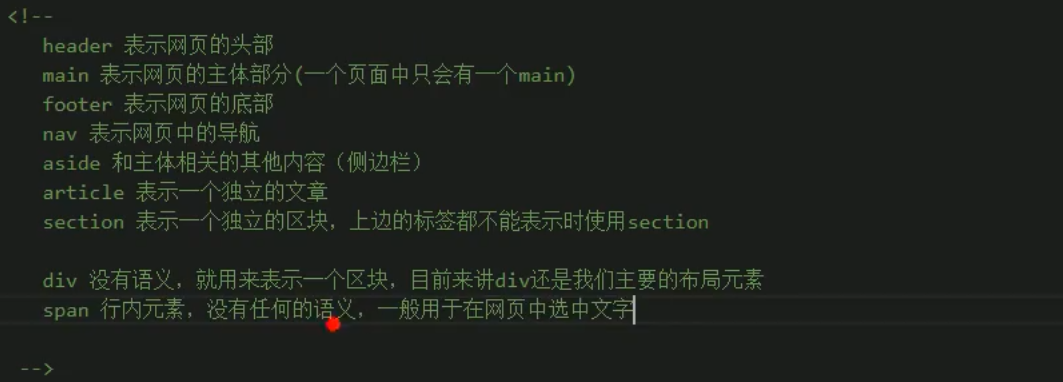 <!--
header 表示网页的头部
main 表示网页的主体部分(一个页面中只会有一个main)
footer 表示网页的底部
nav 表示网页中的导航
aside 和主体相关的其他内容（侧边栏）
article 表示一个独立的文章
section 表示一个独立的区块，上边的标签都不能表示时使用section
div 没有语义，就用来表示一个区块，目前来讲div还是我们主要的布局元素
span 行内元素，没有任何的语义，一般用于在网页中选中文字
-->